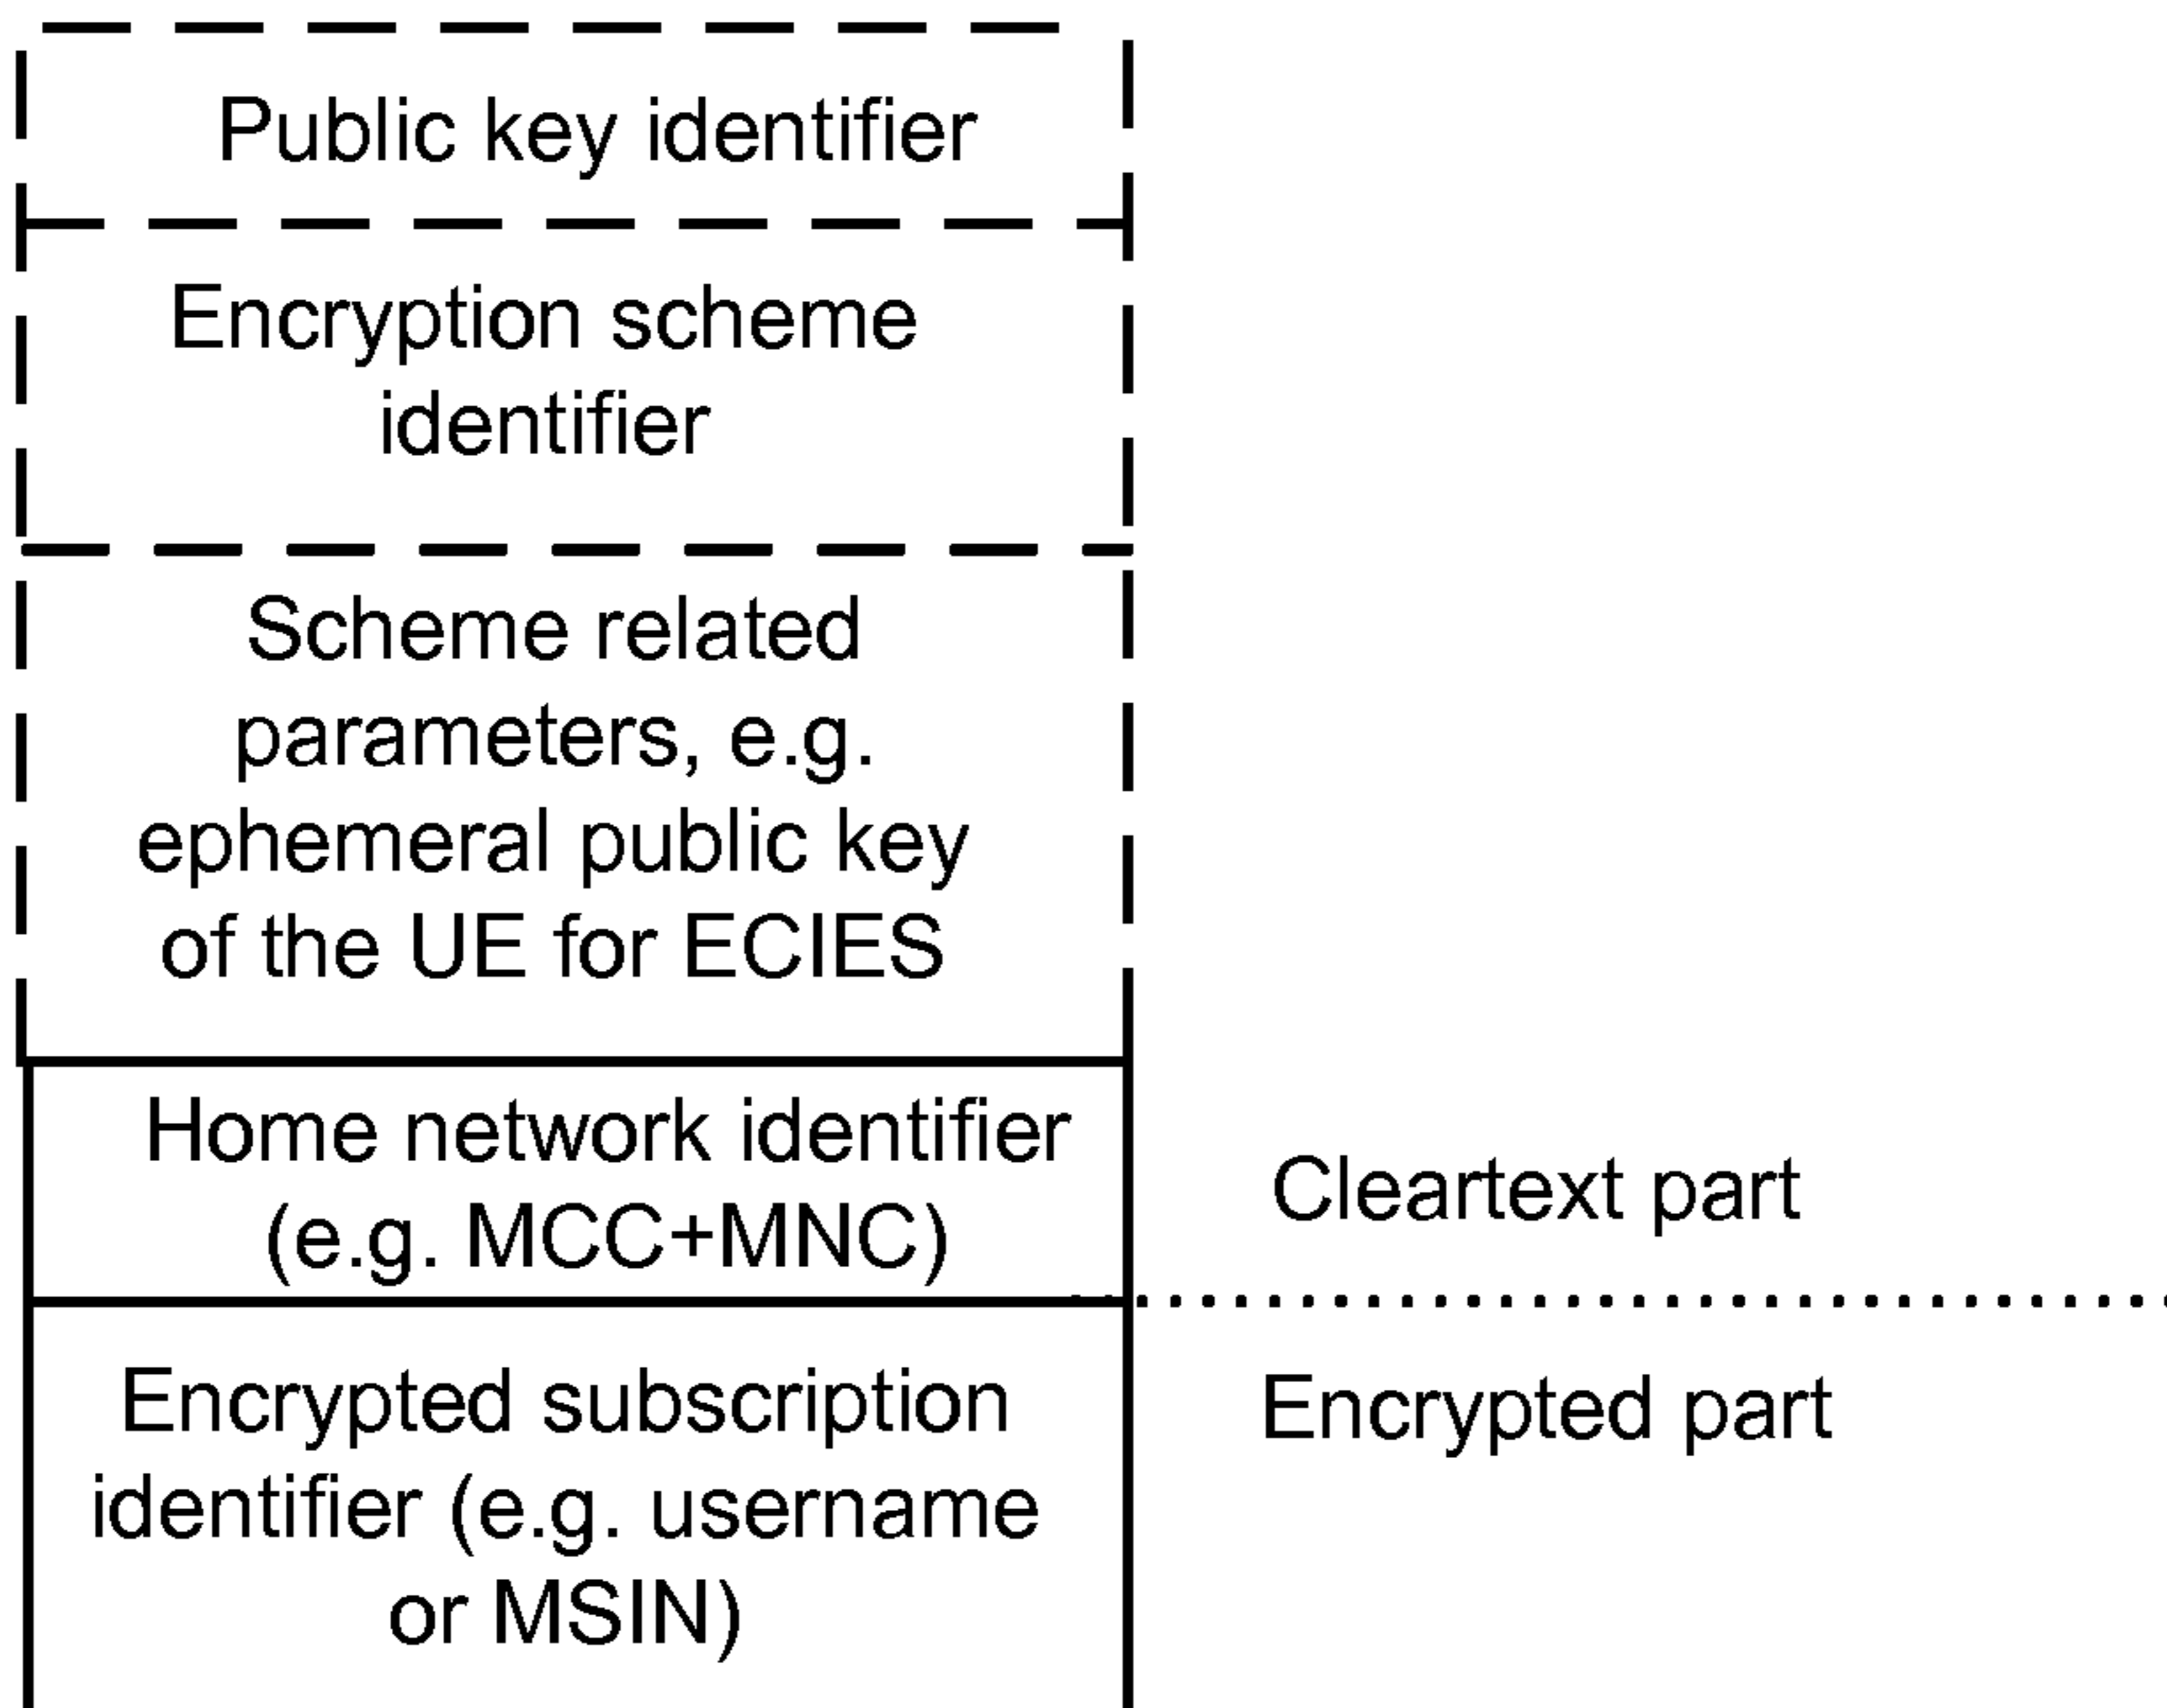 Public key identifier
Encryption scheme
identifier
Scheme related
parameters, e.g.
ephemeral public key
of the UE for ECIES
Home network identifier
(e.g. MCC+MNC)
Cleartext part
Encrypted subscription
identifier (e.g. username
or MSIN)
Encrypted part